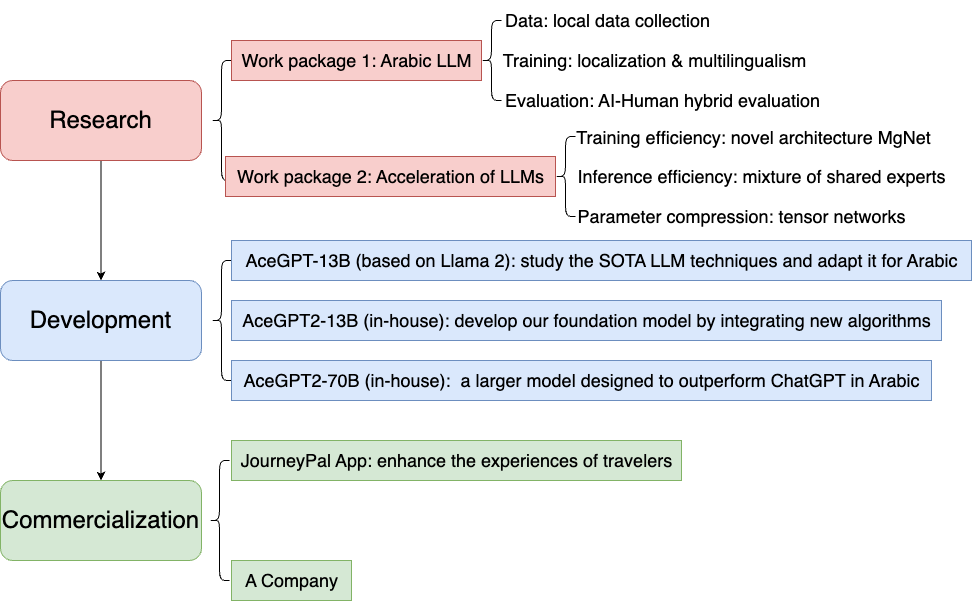 Research
Work package 1: Arabic LLM
Data: local data collection
Training: localization & multilingualism
Evaluation: AI-Human hybrid evaluation
Work package 2: Acceleration of LLMs
Training efficiency: novel architecture MgNet
Inference efficiency: mixture of shared experts
Parameter compression: tensor networks
Development
AceGPT-13B (based on Llama 2): study the SOTA LLM techniques and adapt it for Arabic
AceGPT2-13B (in-house): develop our foundation model by integrating new algorithms
AceGPT2-70B (in-house):  a larger model designed to outperform ChatGPT in Arabic
Commercialization
JourneyPal App: enhance the experiences of travelers
A Company